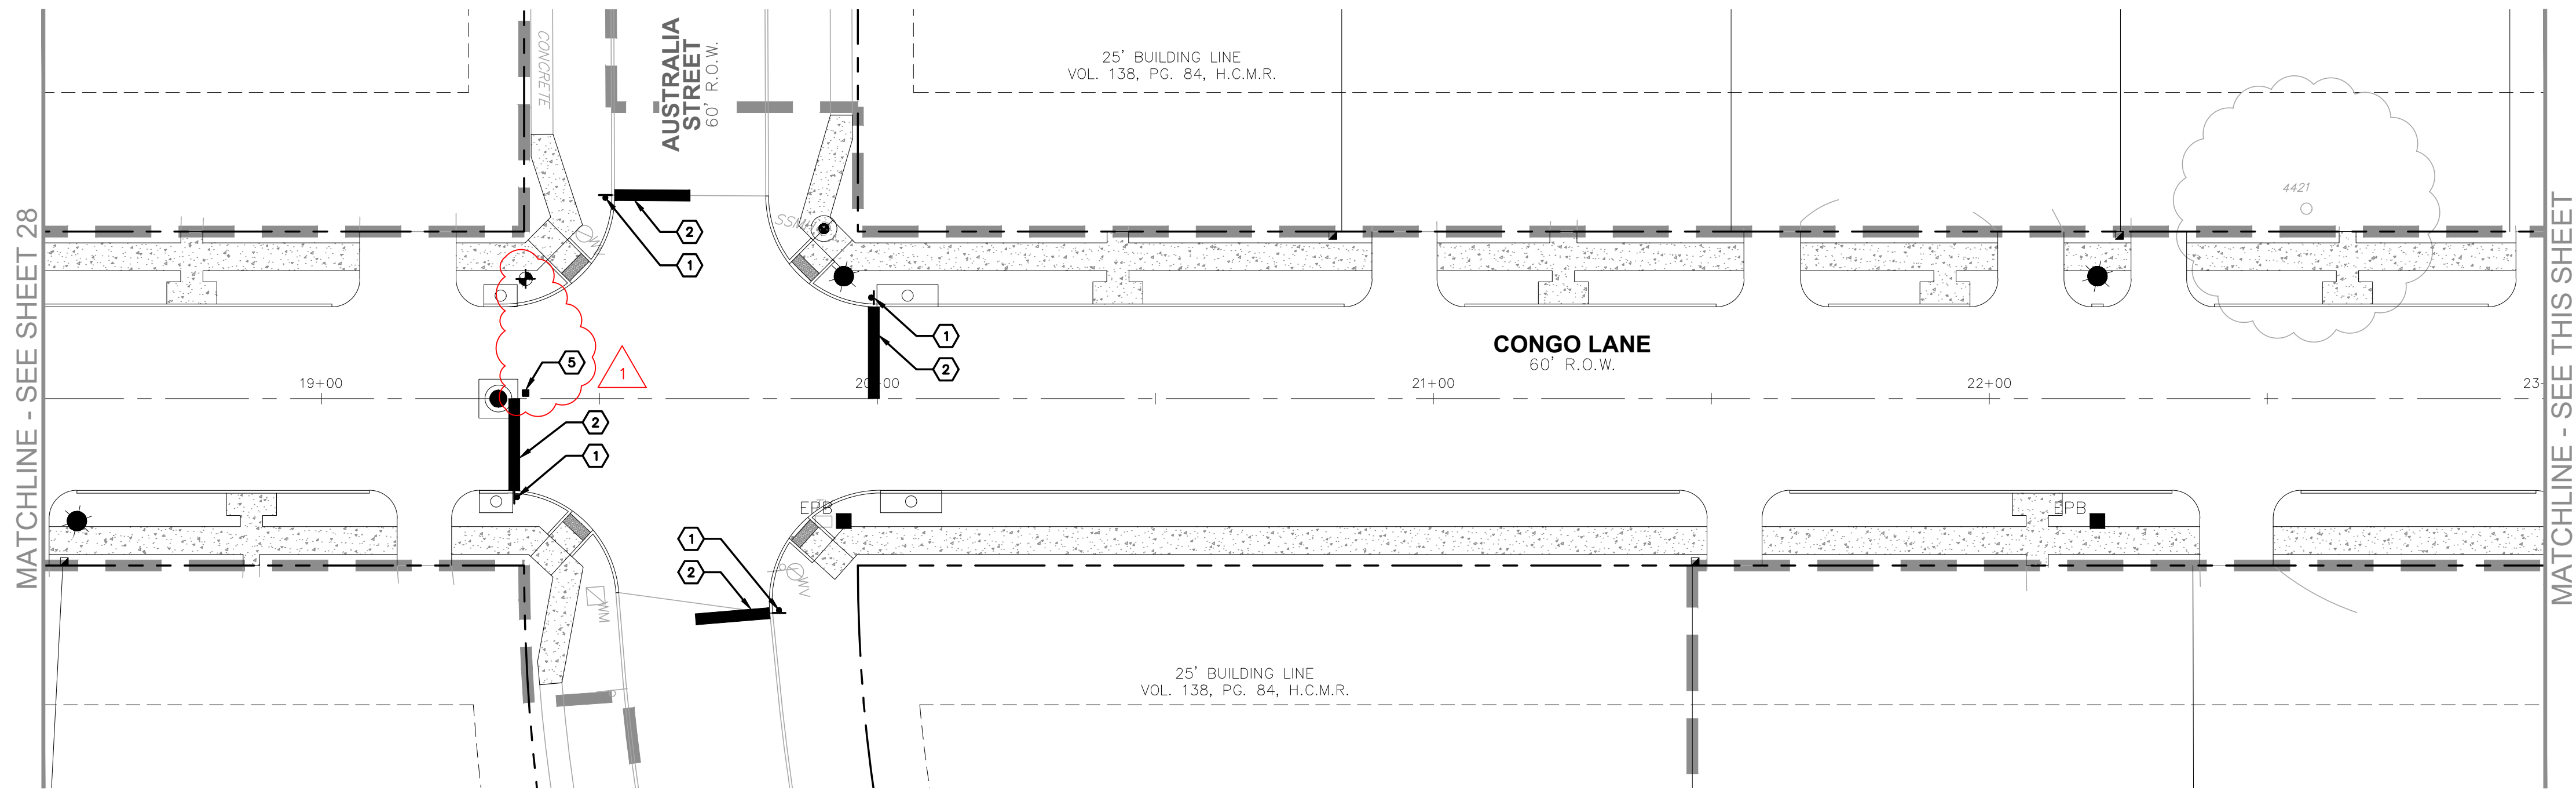 MATCHLINE - SEE SHEET 28
CONCRETE
AUSTRALIA
STREET
60' R.O.W.
25' BUILDING LINE
VOL. 138, PG. 84, H.C.M.R.
4421
2
1
SSMH
W
1
2
5
1
CONGO LANE
60' R.O.W.
19+00
20+00
21+00
22+00
23+
2
1
EPB
EPB
1
2
WV
WM
25' BUILDING LINE
VOL. 138, PG. 84, H.C.M.R.
MATCHLINE - SEE THIS SHEET